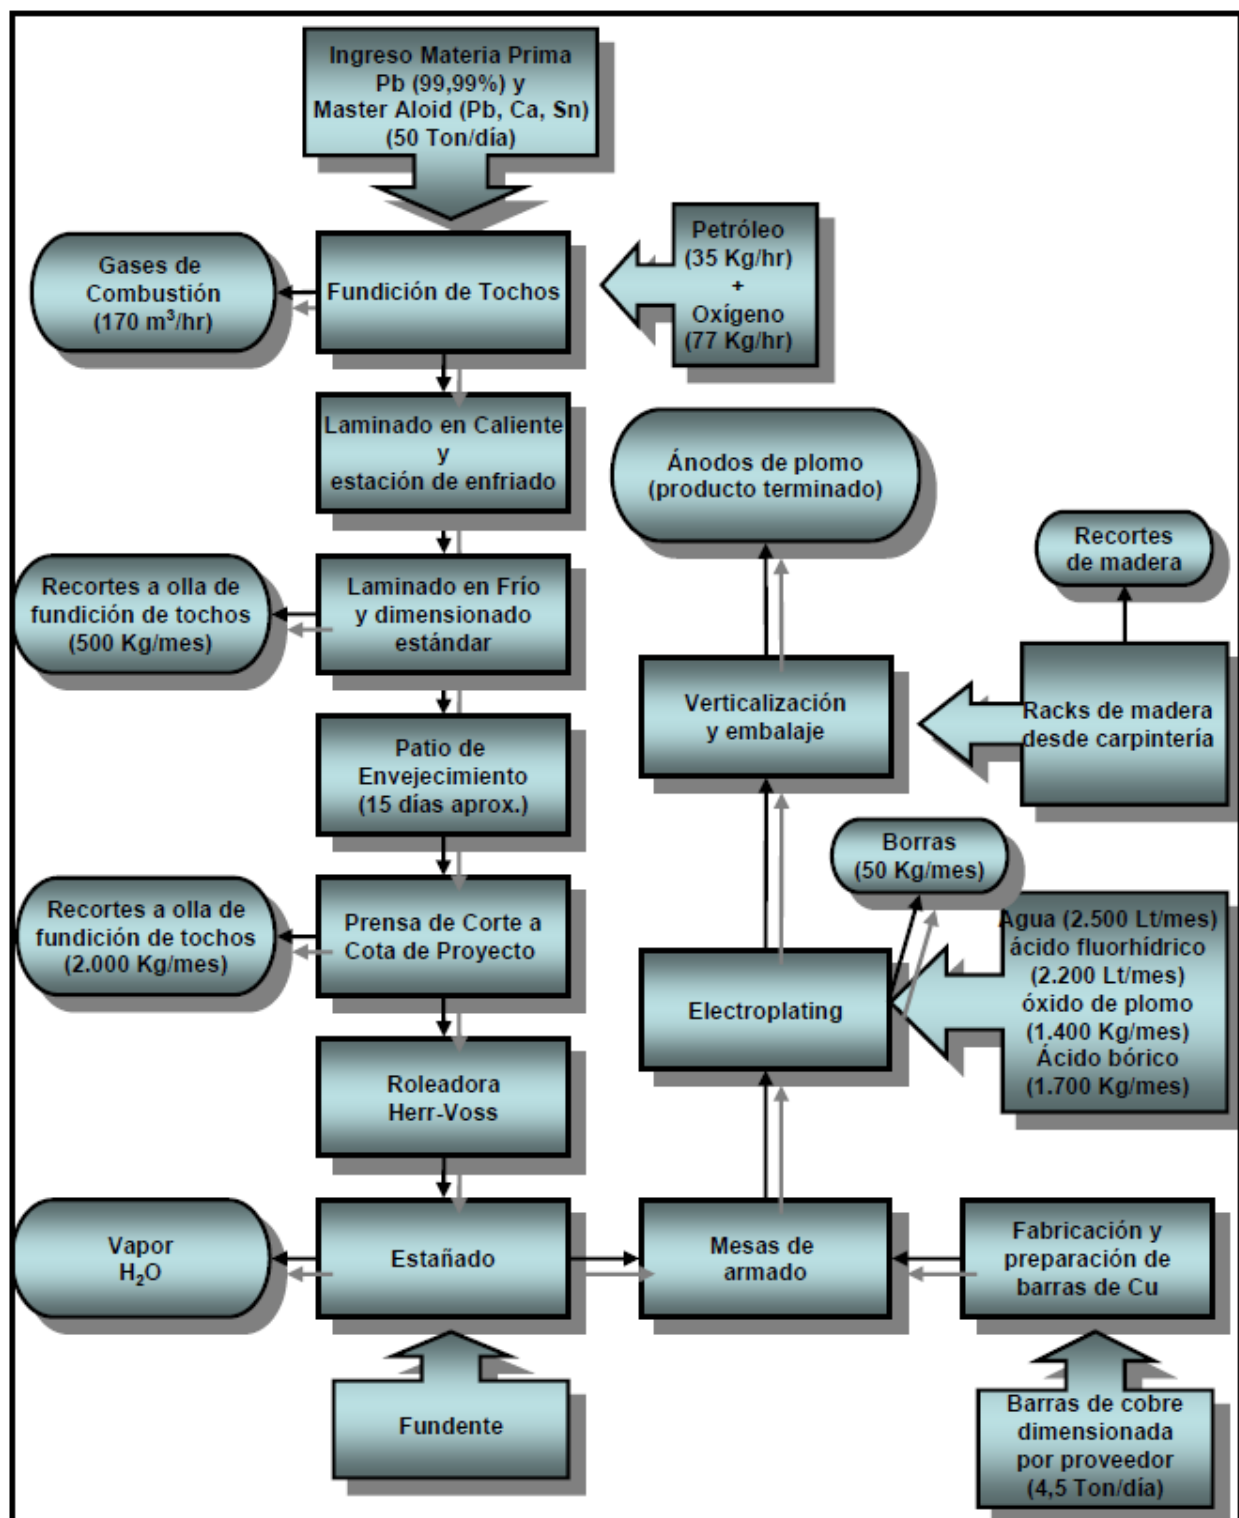 Ingreso Materia Prima
Pb (99,99%) y
Master Aloid (Pb, Ca, Sn)
(50 Ton/día)
Gases de
Combustión
(170 m³/hr)
Fundición de Tochos
Petróleo
(35 Kg/hr)
+
Oxígeno
(77 Kg/hr)
Laminado en Caliente
y
estación de enfriado
Ánodos de plomo
(producto terminado)
Recortes
de madera
Recortes a olla de
fundición de tochos
(500 Kg/mes)
Laminado en Frío
y dimensionado
estándar
Verticalización
y embalaje
Racks de madera
desde carpintería
Patio de
Envejecimiento
(15 días aprox.)
Borras
(50 Kg/mes)
Recortes a olla de
fundición de tochos
(2.000 Kg/mes)
Prensa de Corte a
Cota de Proyecto
Electroplating
Agua (2.500 Lt/mes)
ácido fluorhídrico
(2.200 Lt/mes)
óxido de plomo
(1.400 Kg/mes)
Ácido bórico
(1.700 Kg/mes)
Roleadora
Herr-Voss
Vapor
H₂O
Estañado
Mesas de
armado
Fabricación y
preparación de
barras de Cu
Fundente
Barras de cobre
dimensionada
por proveedor
(4,5 Ton/día)